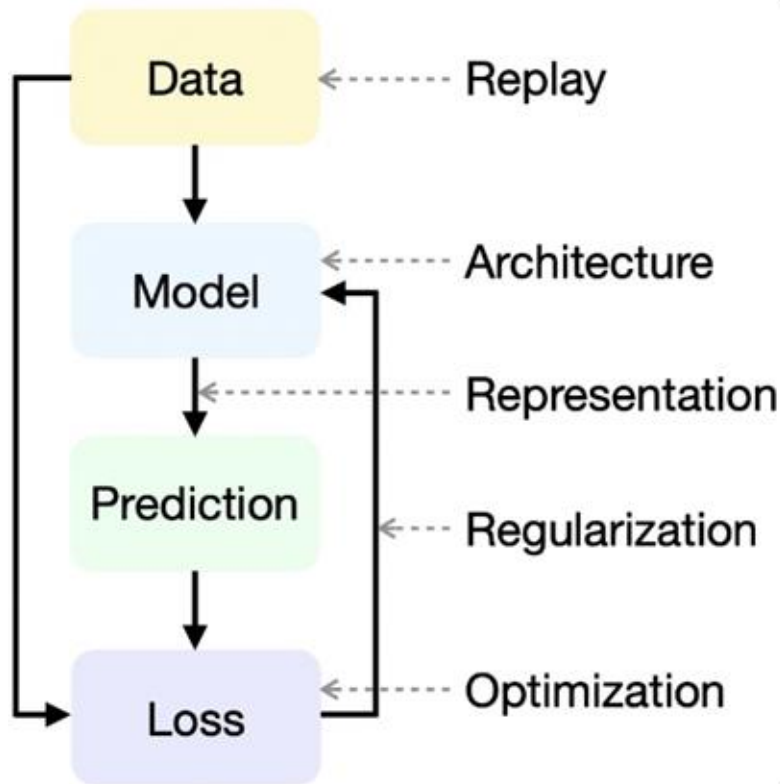 Data
Replay
Architecture
Model
Representation
Prediction
Regularization
Optimization
Loss